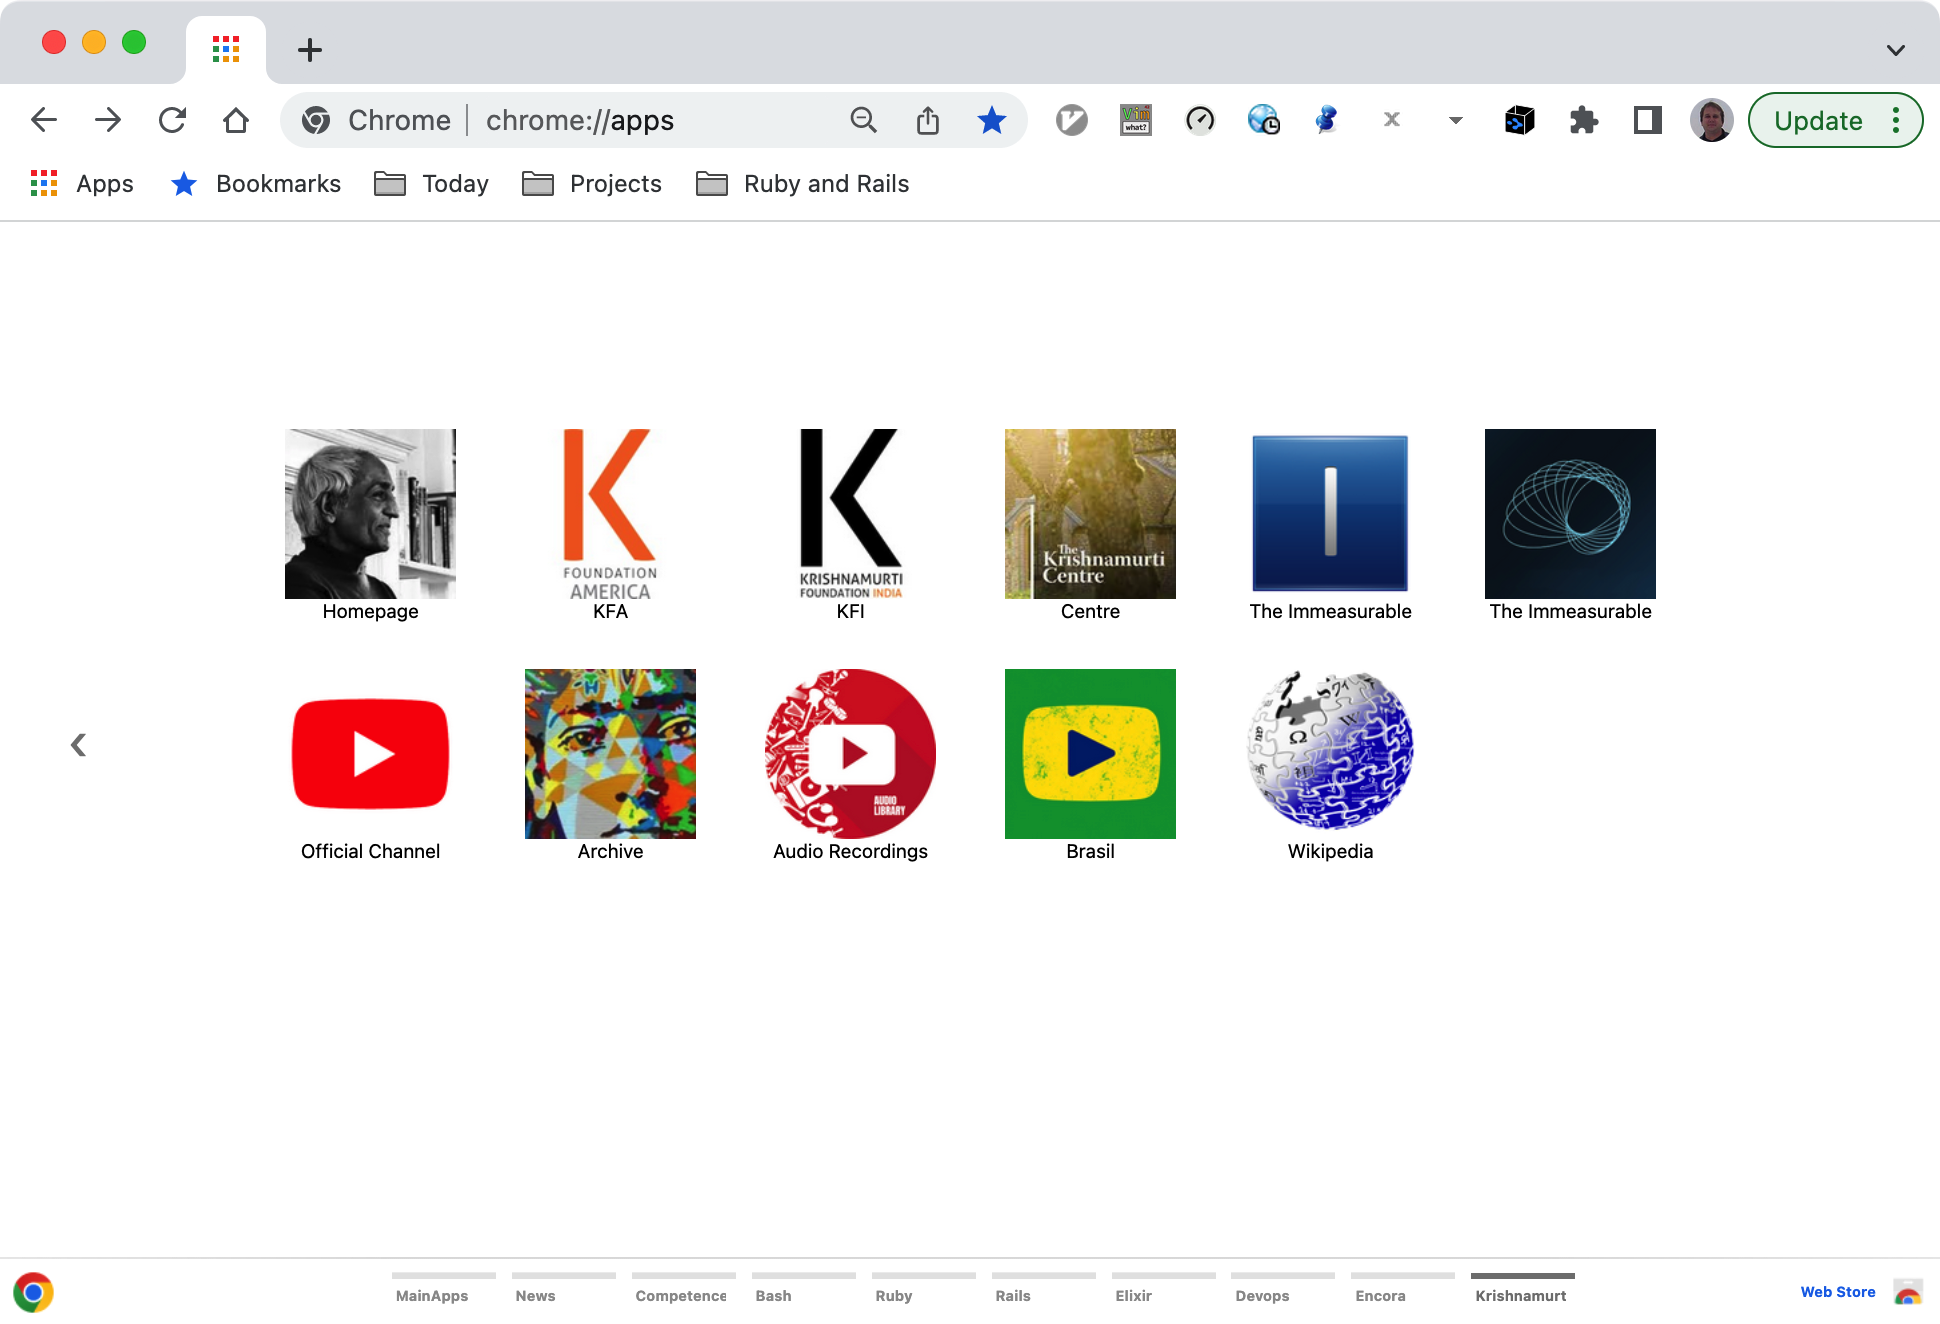 Chrome chrome://apps
Vim
what?
Update
Apps Bookmarks Today Projects Ruby and Rails
FOUNDATION
AMERICA
KRISHNAMURTI
FOUNDATION INDIA
The
Krishnamurti
Centre
Homepage KFA KFI Centre The Immeasurable The Immeasurable
AUDIO
LIBRARY
W
Ω
Official Channel Archive Audio Recordings Brasil Wikipedia
MainApps News Competence Bash Ruby Rails Elixir Devops Encora Krishnamurt Web Store